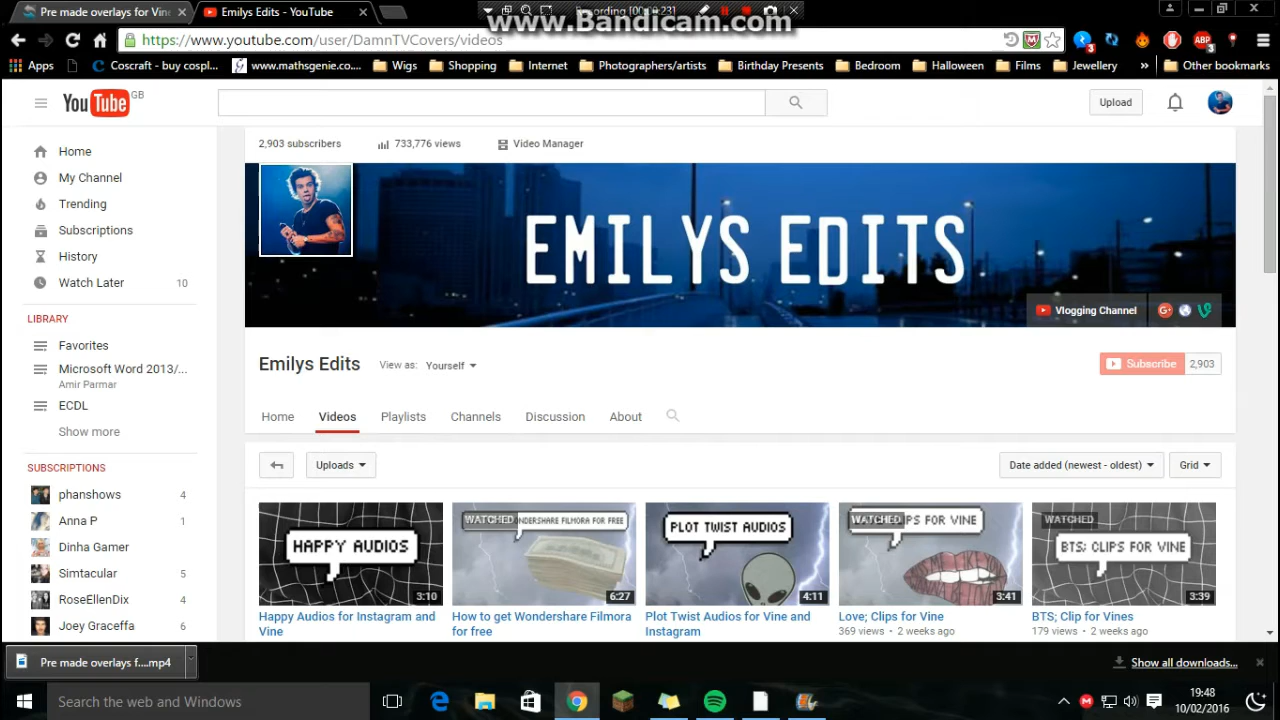 Pre made overlays for Vine
Emilys Edits - YouTube
www.Bandicam.com
https://www.youtube.com/user/DamnTVCovers/videos
3
ABP
3
Apps
Coscraft - buy cospl...
www.mathsgenie.co....
Wigs
Shopping
Internet
Photographers/artists
Birthday Presents
Bedroom
Halloween
Films
Jewellery
»
Other bookmarks
YouTube GB
Upload
2,903 subscribers
733,776 views
Video Manager
Home
My Channel
Trending
Subscriptions
History
Watch Later 10
LIBRARY
Favorites
Microsoft Word 2013/...
Amir Parmar
ECDL
Show more
SUBSCRIPTIONS
phanshows 4
Anna P 1
Dinha Gamer
Simtacular 5
RoseEllenDix 4
Joey Graceffa 6
EMILYS EDITS
Vlogging Channel
Emilys Edits
View as: Yourself
Subscribe 2,903
Home Videos Playlists Channels Discussion About
Uploads
Date added (newest - oldest)
Grid
HAPPY AUDIOS
3:10
Happy Audios for Instagram and
Vine
WATCHED
NDERSHARE FILMORA FOR FREE
6:27
How to get Wondershare Filmora
for free
PLOT TWIST AUDIOS
4:11
Plot Twist Audios for Vine and
Instagram
WATCHED
IPS FOR VINE
3:41
Love; Clips for Vine
369 views • 2 weeks ago
WATCHED
BTS; CLIPS FOR VINE
3:39
BTS; Clip for Vines
179 views • 2 weeks ago
Pre made overlays f....mp4
Show all downloads...
Search the web and Windows
19:48
10/02/2016